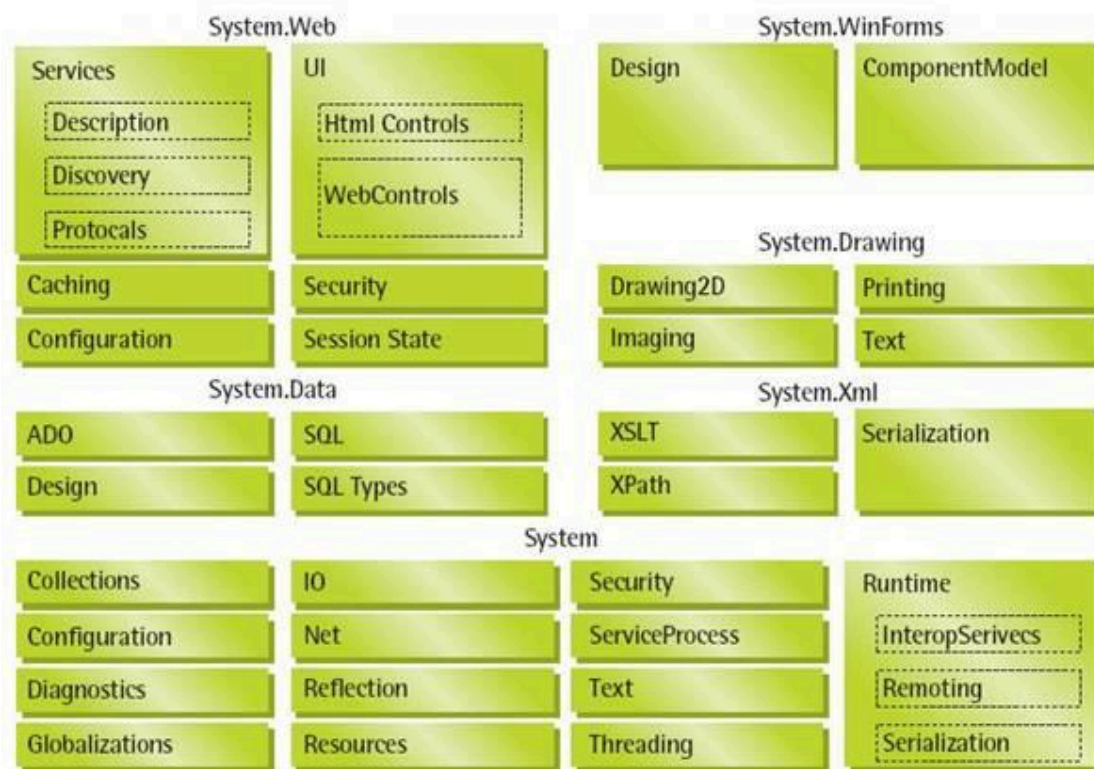 System.Web
Services
Description
Discovery
Protocals
UI
Html Controls
WebControls
Caching
Security
Configuration
Session State
System.WinForms
Design
ComponentModel
System.Drawing
Drawing2D
Printing
Imaging
Text
System.Data
ADO
SQL
Design
SQL Types
System.Xml
XSLT
XPath
Serialization
System
Collections
IO
Security
Configuration
Net
ServiceProcess
Diagnostics
Reflection
Text
Globalizations
Resources
Threading
Runtime
InteropSerivecs
Remoting
Serialization